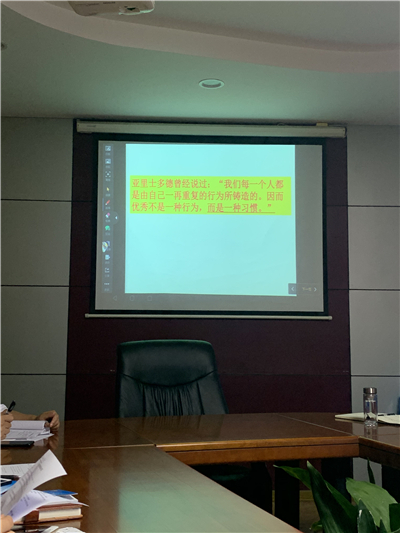 亚里士多德曾经说过：“我们每一个人都
是由自己一再重复的行为所铸造的。因而
优秀不是一种行为，而是一种习惯。”